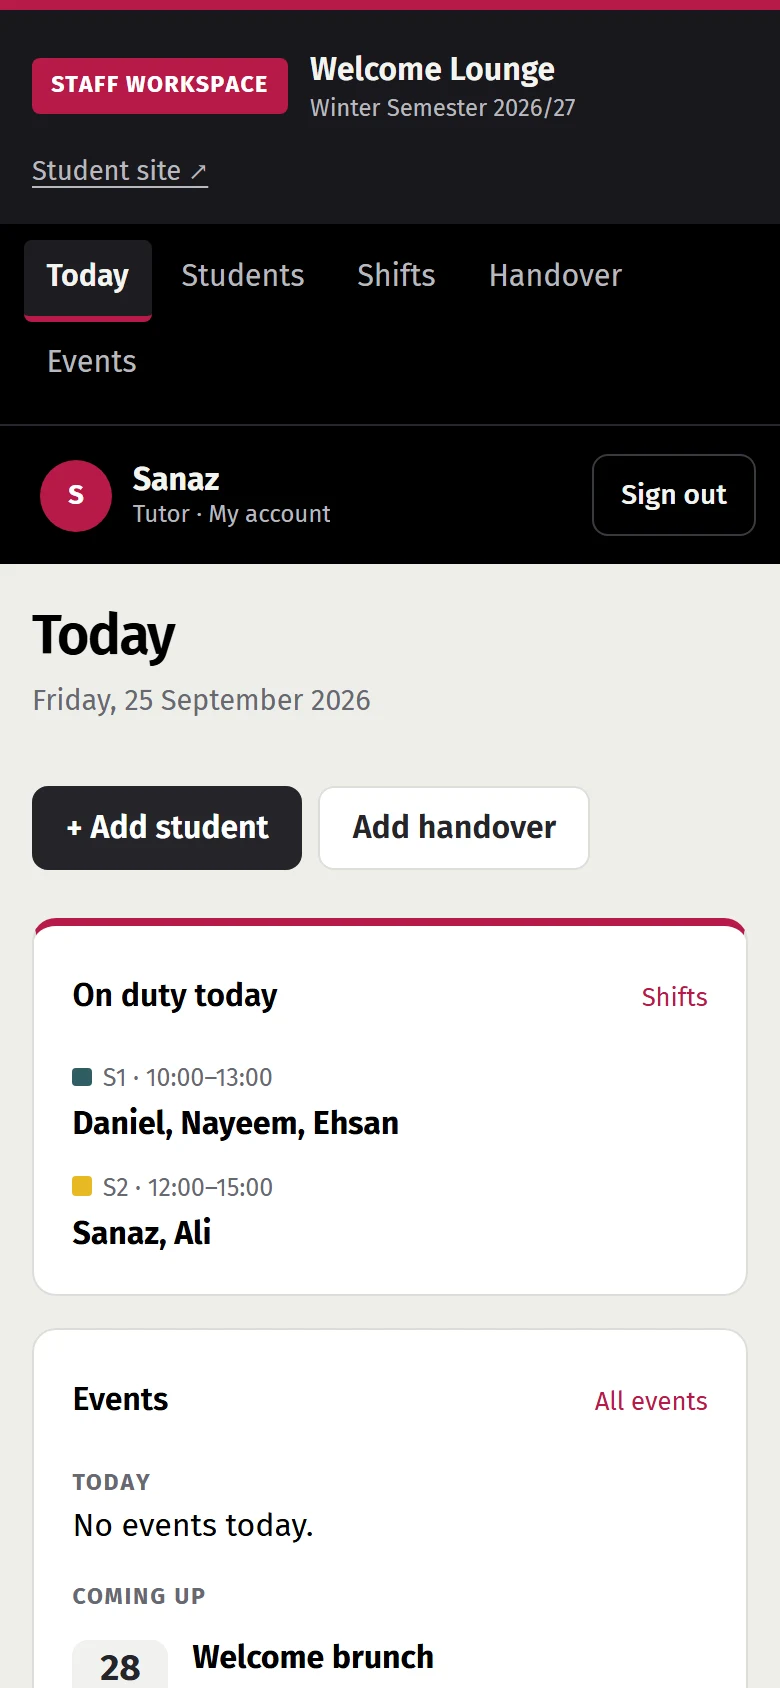 STAFF WORKSPACE
Welcome Lounge
Winter Semester 2026/27
Student site ↗
Today Students Shifts Handover
Events
S
Sanaz
Tutor · My account
Sign out
Today
Friday, 25 September 2026
+ Add student
Add handover
On duty today
Shifts
S1 · 10:00–13:00
Daniel, Nayeem, Ehsan
S2 · 12:00–15:00
Sanaz, Ali
Events
All events
TODAY
No events today.
COMING UP
28
Welcome brunch